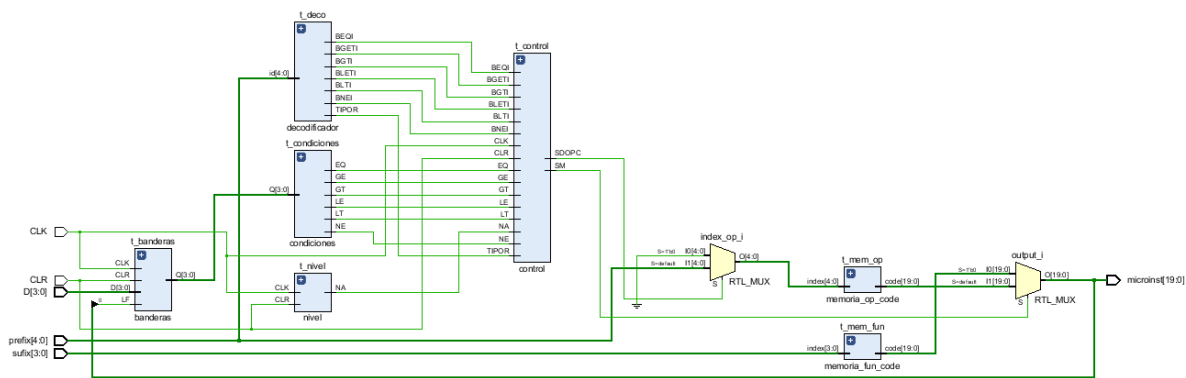 t_deco
id[4:0]
BEQI
BGETI
BGTI
BLETI
BLTI
BNEI
TIPOR
decodificador
t_condiciones
Q[3:0]
EQ
GE
GT
LE
LT
NE
condiciones
t_nivel
CLK
CLR
NA
nivel
t_banderas
CLK
CLR
D[3:0]
LF
Q[3:0]
banderas
CLK
CLR
D[3:0]
prefix[4:0]
sufix[3:0]
t_control
BEQI
BGETI
BGTI
BLETI
BLTI
BNEI
CLK
CLR
EQ
GE
GT
LE
LT
NA
NE
TIPOR
SDOPC
SM
control
index_op_i
S=1'b0 I0[4:0]
S=default I1[4:0]
O[4:0]
S
RTL_MUX
t_mem_op
index[4:0]
code[19:0]
memoria_op_code
t_mem_fun
index[3:0]
code[19:0]
memoria_fun_code
output_i
S=1'b0 I0[19:0]
S=default I1[19:0]
O[19:0]
S
RTL_MUX
microinst[19:0]